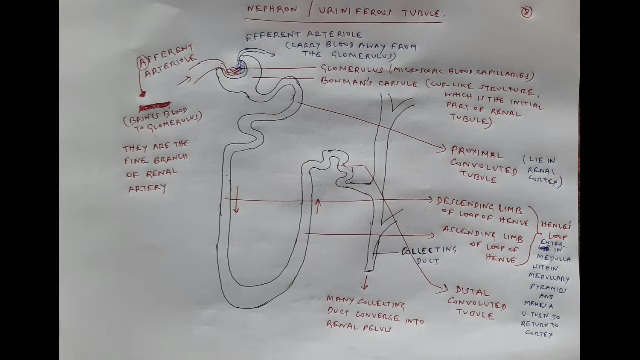 NEPHRON / URINIFEROUS TUBULE.
2
EFFERENT ARTERIOLE
(CARRY BLOOD AWAY FROM
THE GLOMERULUS)
AFFERENT
ARTERIOLE
GLOMERULUS (MICROSCOPIC BLOOD CAPILLARIES)
BOWMAN'S CAPSULE (CUP-LIKE STRUCTURE,
WHICH IS THE INITIAL
PART OF RENAL
TUBULE)
(BRINGS BLOOD
TO GLOMERULUS)
THEY ARE THE
FINE BRANCH
OF RENAL
ARTERY
PROXIMAL
CONVOLUTED
TUBULE
(LIE IN
RENAL
CORTEX)
DESCENDING LIMB
OF LOOP OF HENLE
ASCENDING LIMB
OF LOOP OF
HENLE
HENLE'S
LOOP
ENTER
IN
MEDULLA
WITHIN
MEDULLARY
PYRAMIDS
AND
MAKES A
U-TURN TO
RETURN TO
CORTEX
COLLECTING
DUCT
DISTAL
CONVOLUTED
TUBULE
MANY COLLECTING
DUCT CONVERGE INTO
RENAL PELVIS